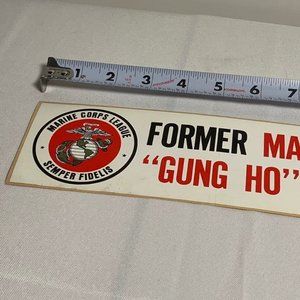 1 2 3 4 5 6 7
MARINE CORPS LEAGUE
SEMPER FIDELIS
FORMER MA
"GUNG HO"